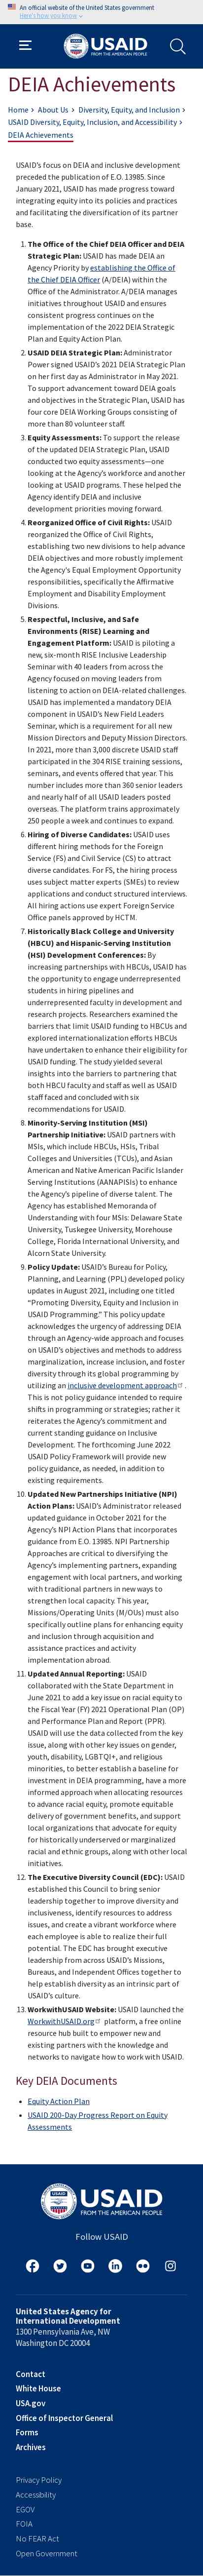 An official website of the United States government
Here's how you know
USAID
FROM THE AMERICAN PEOPLE
DEIA Achievements
Home > About Us > Diversity, Equity, and Inclusion >
USAID Diversity, Equity, Inclusion, and Accessibility >
DEIA Achievements
USAID's focus on DEIA and inclusive development
preceded the publication of E.O. 13985. Since
January 2021, USAID has made progress toward
integrating equity into its policies and practices and
facilitating the diversification of its partner
base.
1. The Office of the Chief DEIA Officer and DEIA
Strategic Plan: USAID has made DEIA an
Agency Priority by establishing the Office of
the Chief DEIA Officer (A/DEIA) within the
Office of the Administrator. A/DEIA manages
initiatives throughout USAID and ensures
consistent progress continues on the
implementation of the 2022 DEIA Strategic
Plan and Equity Action Plan.
2. USAID DEIA Strategic Plan: Administrator
Power signed USAID's 2021 DEIA Strategic Plan
on her first day as Administrator in May 2021.
To support advancement toward DEIA goals
and objectives of the Strategic Plan, USAID has
four core DEIA Working Groups consisting of
more than 80 volunteer staff.
3. Equity Assessments: To support the release
of the updated DEIA Strategic Plan, USAID
conducted two equity assessments—one
looking at the Agency's workforce and another
looking at USAID programs. These helped the
Agency identify DEIA and inclusive
development priorities moving forward.
4. Reorganized Office of Civil Rights: USAID
reorganized the Office of Civil Rights,
establishing two new divisions to help advance
DEIA objectives and more robustly implement
the Agency's Equal Employment Opportunity
responsibilities, specifically the Affirmative
Employment and Disability Employment
Divisions.
5. Respectful, Inclusive, and Safe
Environments (RISE) Learning and
Engagement Platform: USAID is piloting a
new, six-month RISE Inclusive Leadership
Seminar with 40 leaders from across the
Agency focused on moving leaders from
listening to action on DEIA-related challenges.
USAID has implemented a mandatory DEIA
component in USAID's New Field Leaders
Seminar, which is a requirement for all new
Mission Directors and Deputy Mission Directors.
In 2021, more than 3,000 discrete USAID staff
participated in the 304 RISE training sessions,
seminars, and events offered that year. This
number includes more than 360 senior leaders
and nearly half of all USAID leaders posted
overseas. The platform trains approximately
250 people a week and continues to expand.
6. Hiring of Diverse Candidates: USAID uses
different hiring methods for the Foreign
Service (FS) and Civil Service (CS) to attract
diverse candidates. For FS, the hiring process
uses subject matter experts (SMEs) to review
applications and conduct structured interviews.
All hiring actions use expert Foreign Service
Office panels approved by HCTM.
7. Historically Black College and University
(HBCU) and Hispanic-Serving Institution
(HSI) Development Conferences: By
increasing partnerships with HBCUs, USAID has
the opportunity to engage underrepresented
students in hiring pipelines and
underrepresented faculty in development and
research projects. Researchers examined the
barriers that limit USAID funding to HBCUs and
explored internationalization efforts HBCUs
have undertaken to enhance their eligibility for
USAID funding. The study yielded several
insights into the barriers to partnering that
both HBCU faculty and staff as well as USAID
staff faced and concluded with six
recommendations for USAID.
8. Minority-Serving Institution (MSI)
Partnership Initiative: USAID partners with
MSIs, which include HBCUs, HSIs, Tribal
Colleges and Unversities (TCUs), and Asian
American and Native American Pacific Islander
Serving Institutions (AANAPISIs) to enhance
the Agency's pipeline of diverse talent. The
Agency has expanded Memoranda of
Understanding with four MSIs: Delaware State
University, Tuskegee University, Morehouse
College, Florida International University, and
Alcorn State University.
9. Policy Update: USAID's Bureau for Policy,
Planning, and Learning (PPL) developed policy
updates in August 2021, including one titled
“Promoting Diversity, Equity and Inclusion in
USAID Programming.” This policy update
acknowledges the urgency of addressing DEIA
through an Agency-wide approach and focuses
on USAID's objectives and methods to address
marginalization, increase inclusion, and foster
diversity through its global programming by
utilizing an inclusive development approach .
This is not policy guidance intended to require
shifts in programming or strategies; rather it
reiterates the Agency's commitment and
current standing guidance on Inclusive
Development. The forthcoming June 2022
USAID Policy Framework will provide new
policy guidance, as needed, in addition to
existing requirements.
10. Updated New Partnerships Initiative (NPI)
Action Plans: USAID's Administrator released
updated guidance in October 2021 for the
Agency's NPI Action Plans that incorporates
guidance from E.O. 13985. NPI Partnership
Approaches are critical to diversifying the
Agency's implementing partners, expanding
engagement with local partners, and working
with traditional partners in new ways to
strengthen local capacity. This year,
Missions/Operating Units (M/OUs) must
explicitly outline plans for enhancing equity
and inclusion through acquisition and
assistance practices and activity
implementation abroad.
11. Updated Annual Reporting: USAID
collaborated with the State Department in
June 2021 to add a key issue on racial equity to
the Fiscal Year (FY) 2021 Operational Plan (OP)
and Performance Plan and Report (PPR).
USAID will use the data collected from the key
issue, along with other key issues on gender,
youth, disability, LGBTQI+, and religious
minorities, to better establish a baseline for
investment in DEIA programming, and have a
more informed way of allocating resources
to advance racial equity, promote equitable
delivery of benefits and opportunity, and support
local organizations that advocate for
historically underserved or marginalized
racial and ethnic groups, along with other local
initiatives.
12. The Executive Diversity Council (EDC): USAID
established this Council to bring senior
leadership together to improve diversity and
inclusiveness, identify resources to address
issues, and create a workforce where diversity
allows all individuals to reach their full
potential. The EDC has brought executive
leadership from across USAID's Missions,
Bureaus, and Independent Offices together to
help establish diversity as an intrinsic part of
USAID's culture.
13. WorkwithUSAID Website: USAID launched the
WorkwithUSAID.org platform, a free online
resource hub built to empower new and
existing partners with the knowledge and
networks to navigate how to work with USAID.
Key DEIA Documents
• Equity Action Plan
• USAID 200-Day Progress Report on Equity
Assessments
USAID
FROM THE AMERICAN PEOPLE
Follow USAID
United States Agency for
International Development
1300 Pennsylvania Ave, NW
Washington DC 20004
Contact
White House
USA.gov
Office of Inspector General
Forms
Archives
Privacy Policy
Accessibility
EGOV
FOIA
No FEAR Act
Open Government